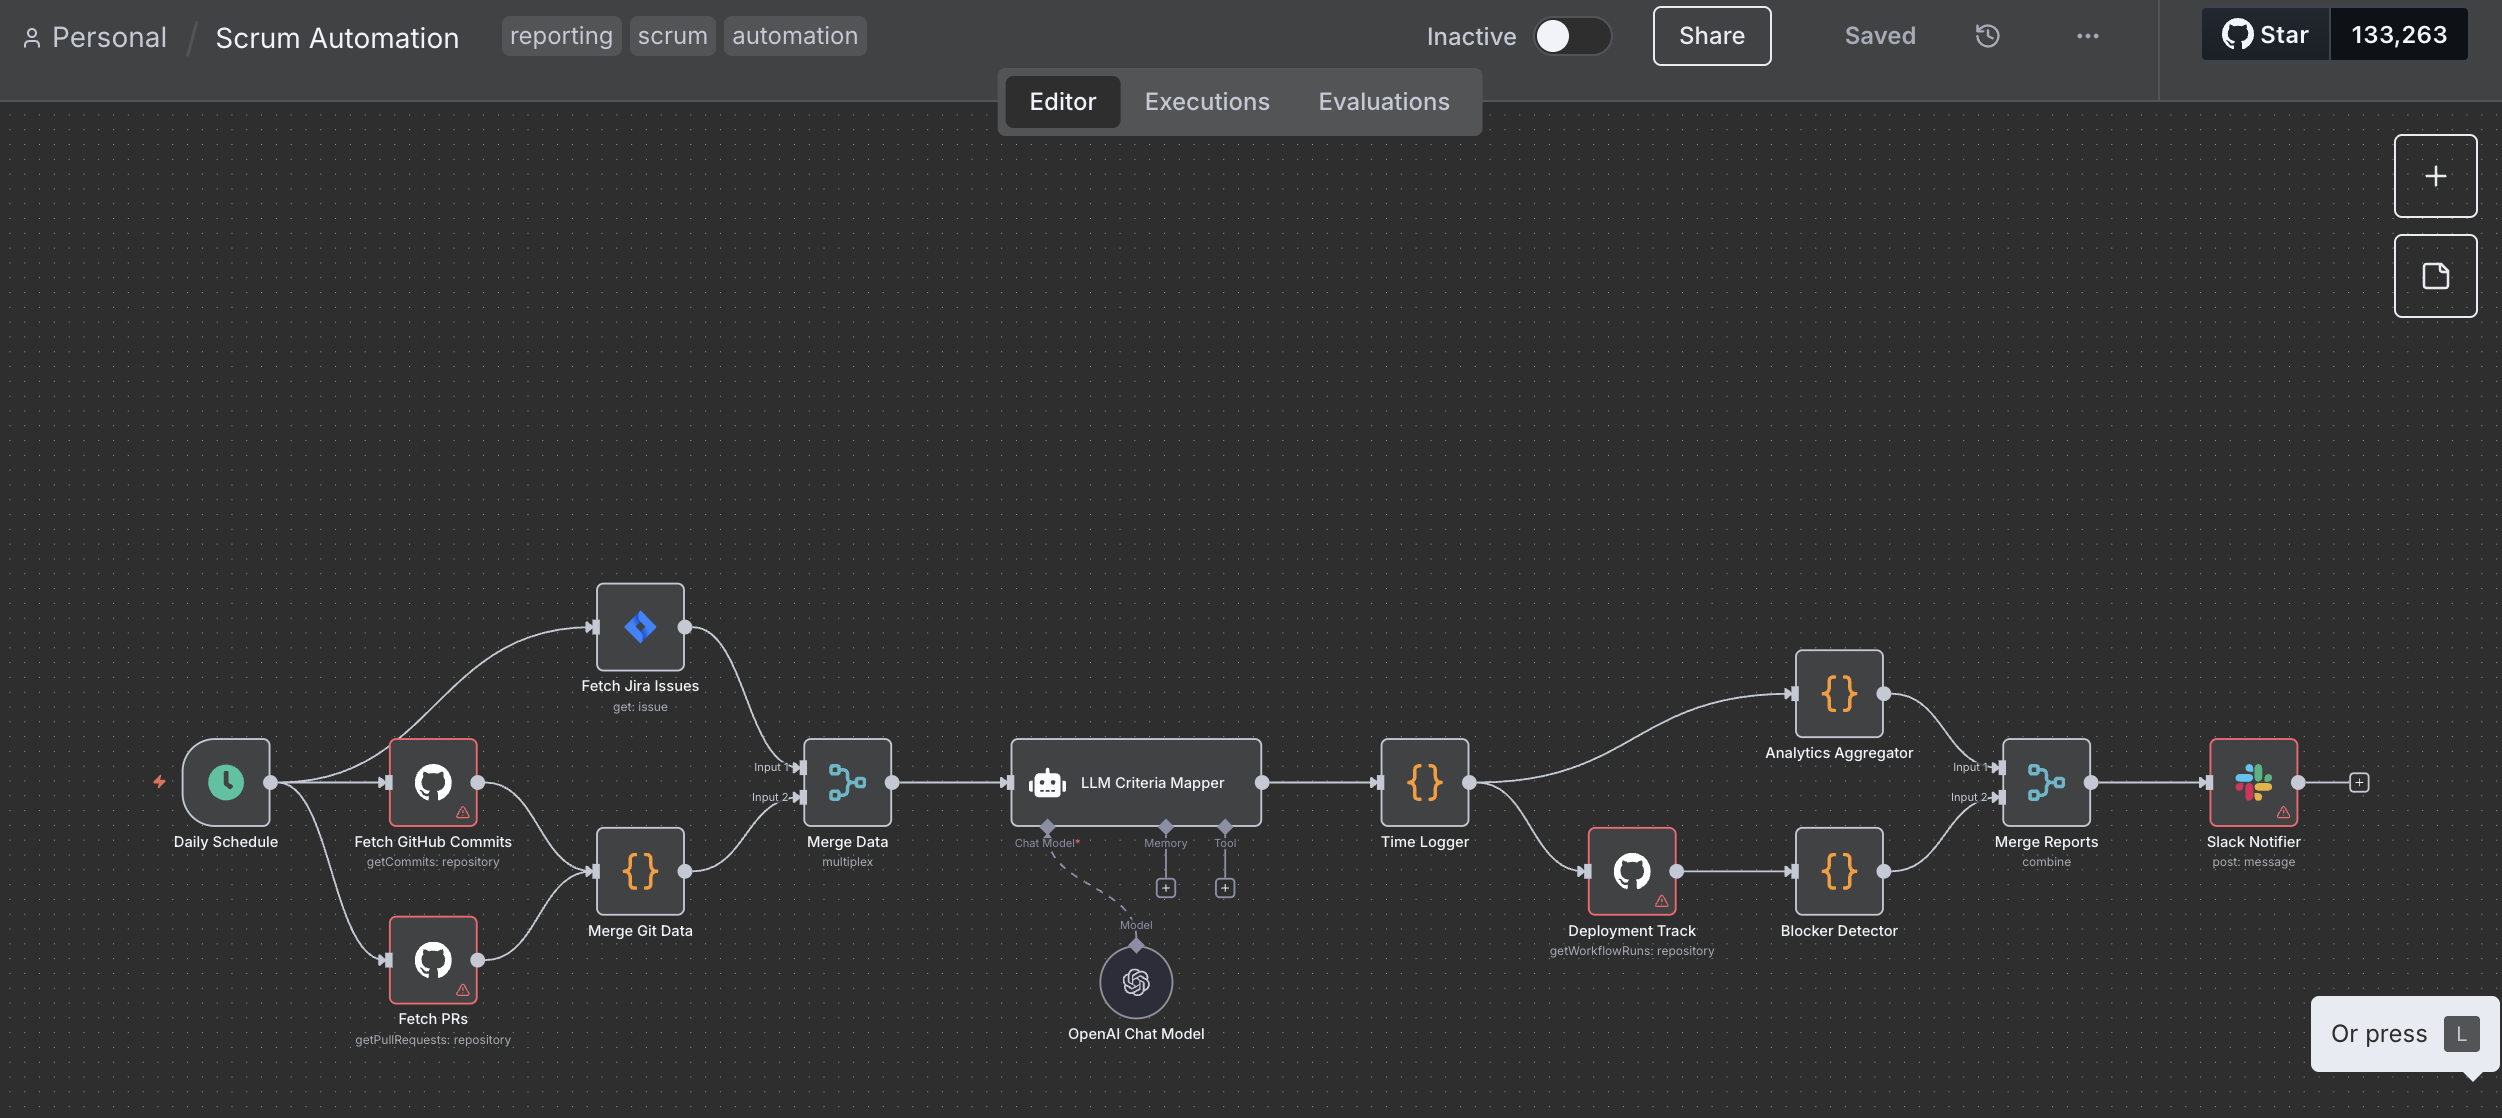 Personal / Scrum Automation reporting scrum automation
Inactive Share Saved ... Star 133,263
Editor Executions Evaluations
Fetch Jira Issues
get: issue
Daily Schedule
Fetch GitHub Commits
getCommits: repository
Fetch PRs
getPullRequests: repository
Merge Git Data
Input 1
Input 2
Merge Data
multiplex
LLM Criteria Mapper
Chat Model*
Memory
Tool
Model
OpenAI Chat Model
Time Logger
Analytics Aggregator
Deployment Track
getWorkflowRuns: repository
Blocker Detector
Input 1
Input 2
Merge Reports
combine
Slack Notifier
post: message
Or press L